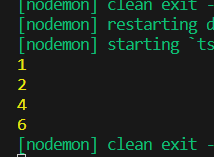 [nodemon] clean exit -
[nodemon] restarting d
[nodemon] starting `ts
1
2
4
6
[nodemon] clean exit -